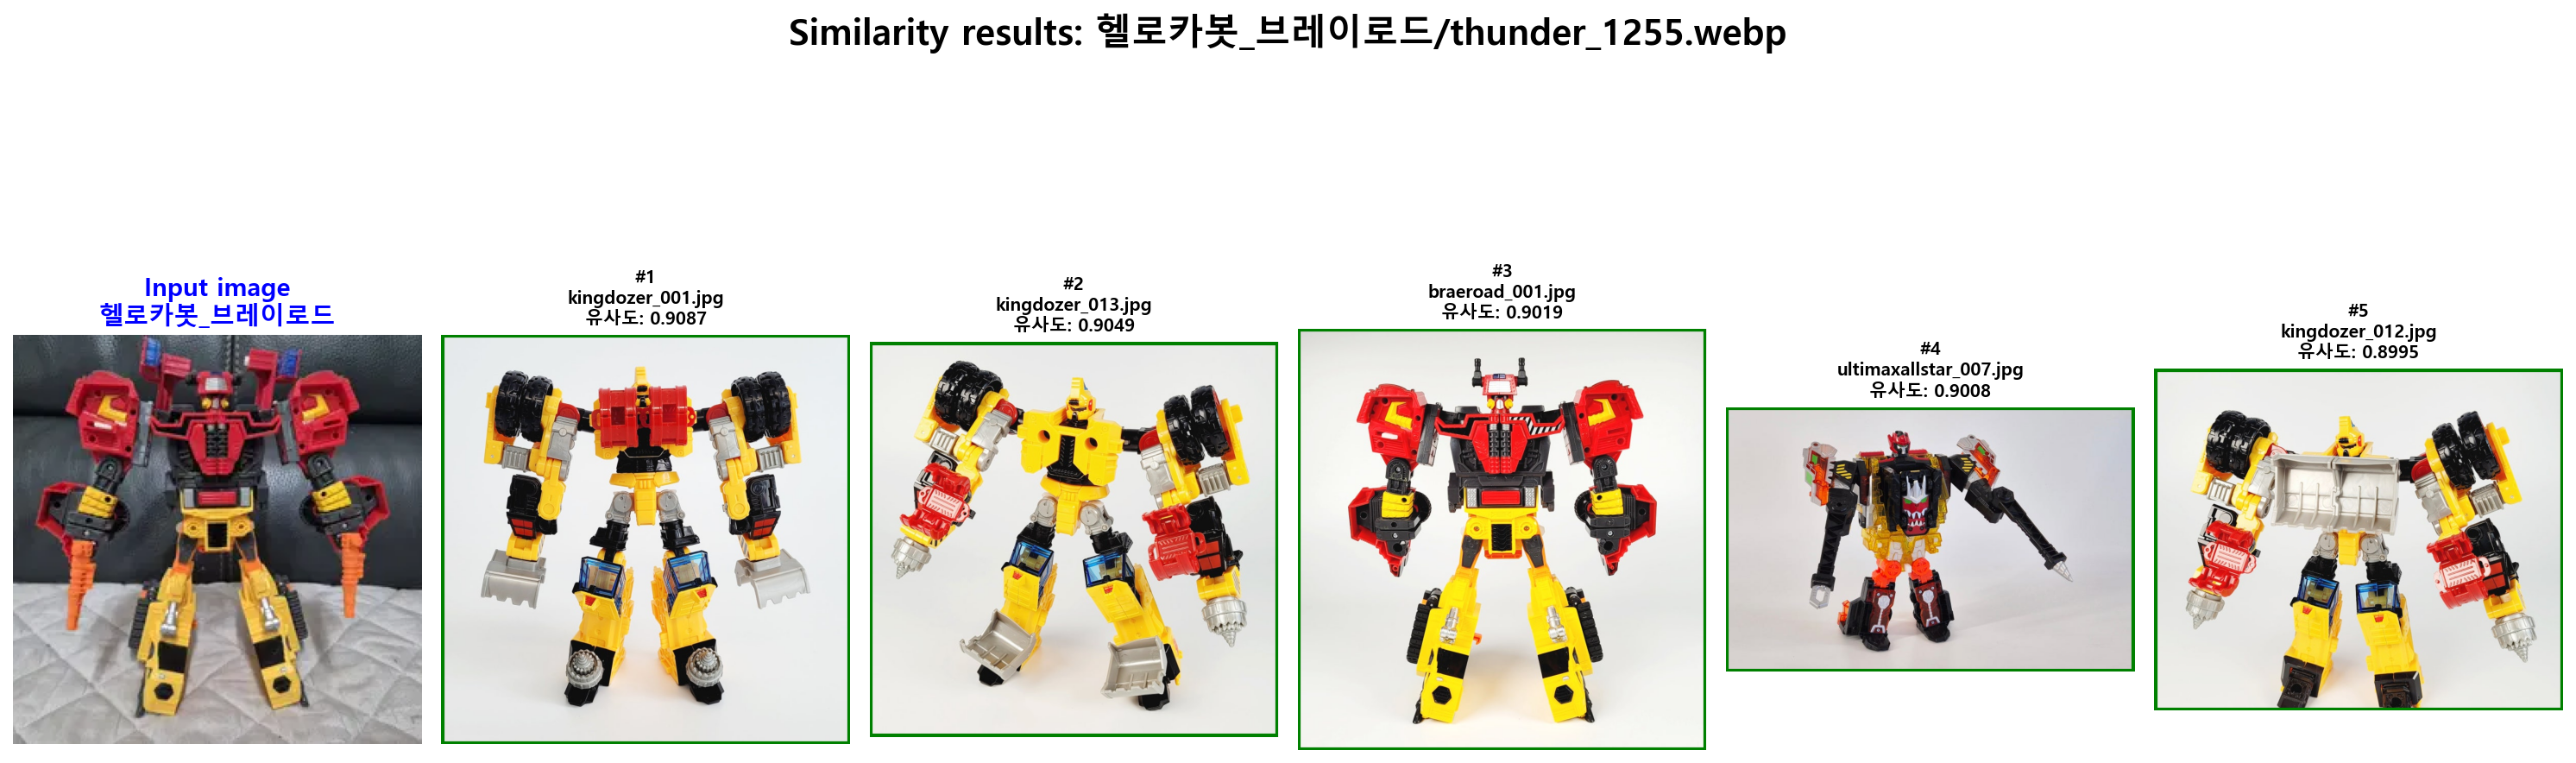 Similarity results: 헬로카봇_브레이로드/thunder_1255.webp
Input image
헬로카봇_브레이로드
#1
kingdozer_001.jpg
유사도: 0.9087
#2
kingdozer_013.jpg
유사도: 0.9049
#3
braeroad_001.jpg
유사도: 0.9019
#4
ultimaxallstar_007.jpg
유사도: 0.9008
#5
kingdozer_012.jpg
유사도: 0.8995